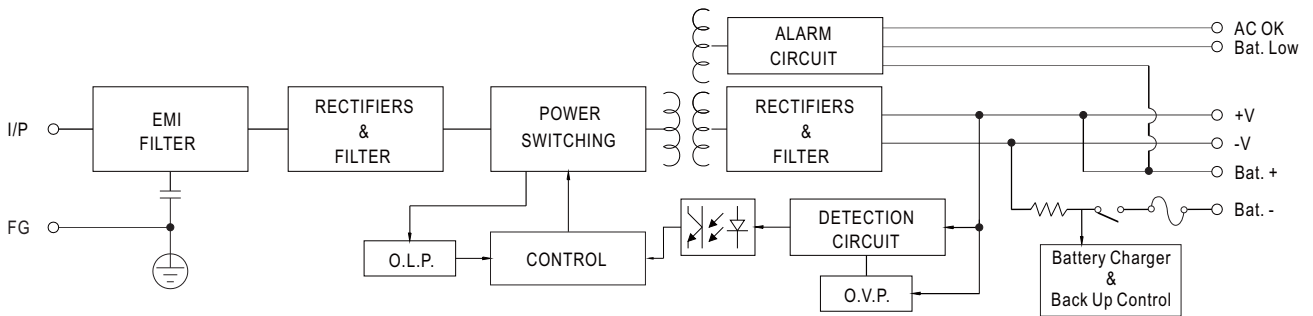 ALARM
CIRCUIT
AC OK
Bat. Low
I/P
EMI
FILTER
RECTIFIERS
&
FILTER
POWER
SWITCHING
RECTIFIERS
&
FILTER
+V
-V
Bat. +
Bat. -
FG
O.L.P.
CONTROL
DETECTION
CIRCUIT
O.V.P.
Battery Charger
&
Back Up Control